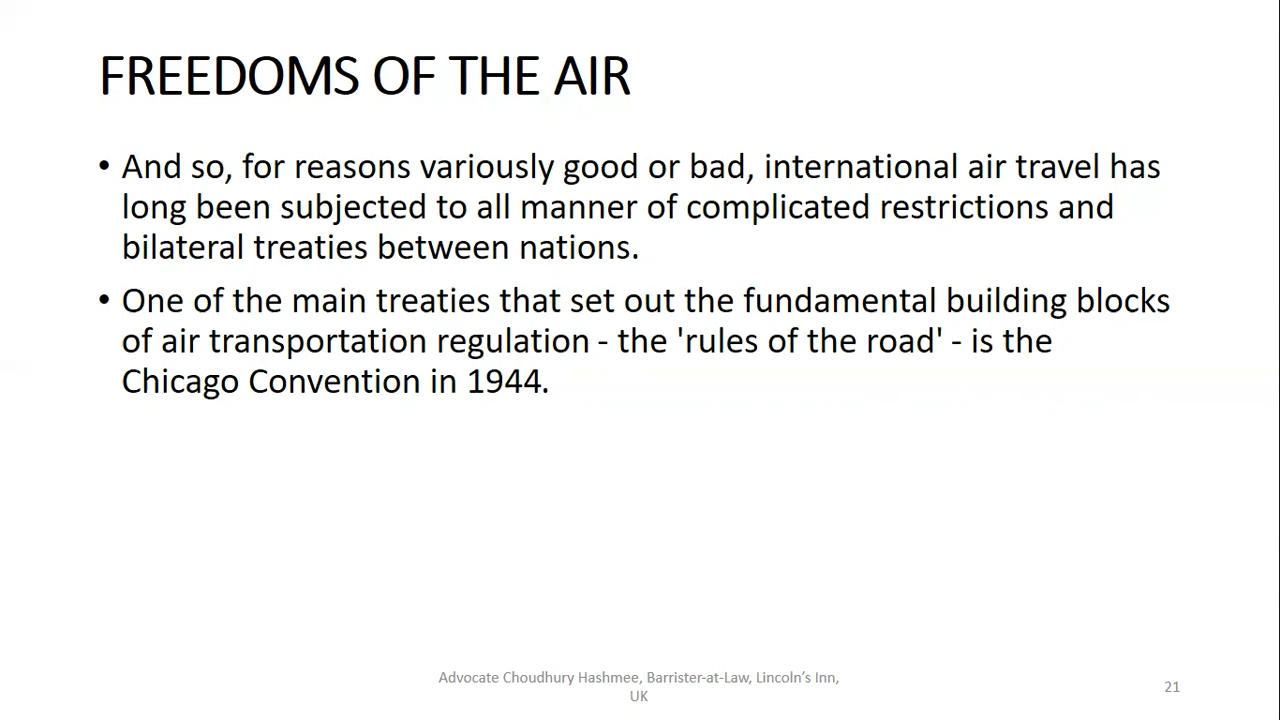 FREEDOMS OF THE AIR
• And so, for reasons variously good or bad, international air travel has
long been subjected to all manner of complicated restrictions and
bilateral treaties between nations.
• One of the main treaties that set out the fundamental building blocks
of air transportation regulation - the 'rules of the road' - is the
Chicago Convention in 1944.
Advocate Choudhury Hashmee, Barrister-at-Law, Lincoln’s Inn,
UK
21